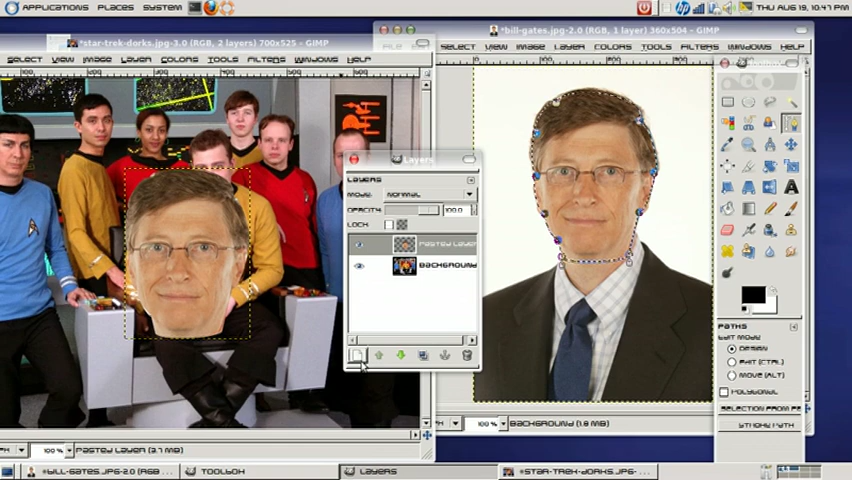 Applications Places System
Thu Aug 19, 10:47 PM
*bill-gates.jpg-2.0 (RGB, 1 layer) 360x504 – GIMP
*star-trek-dorks.jpg-3.0 (RGB, 2 layers) 700x525 – GIMP
File Select View Image Layer Colors Tools Filters Windows Help
Select View Image Layer Colors Tools Filters Windows Help
Layers
Layers
Mode: Normal
Opacity: 100.0
Lock:
Pasted Layer
Background
Paths
Edit Mode
Design
Edit (Ctrl)
Move (Alt)
Polygonal
Selection from Pa
Stroke Path
100% Background (1.8 MB)
100% Pasted Layer (3.7 MB)
*bill-gates.jpg-2.0 (RGB ... Toolbox Layers *star-trek-dorks.jpg- ...